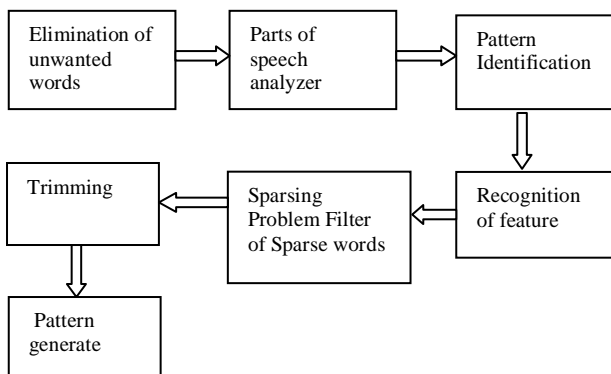 Elimination of
unwanted
words
Parts of
speech
analyzer
Pattern
Identification
Recognition
of feature
Sparsing
Problem Filter
of Sparse words
Trimming
Pattern
generate